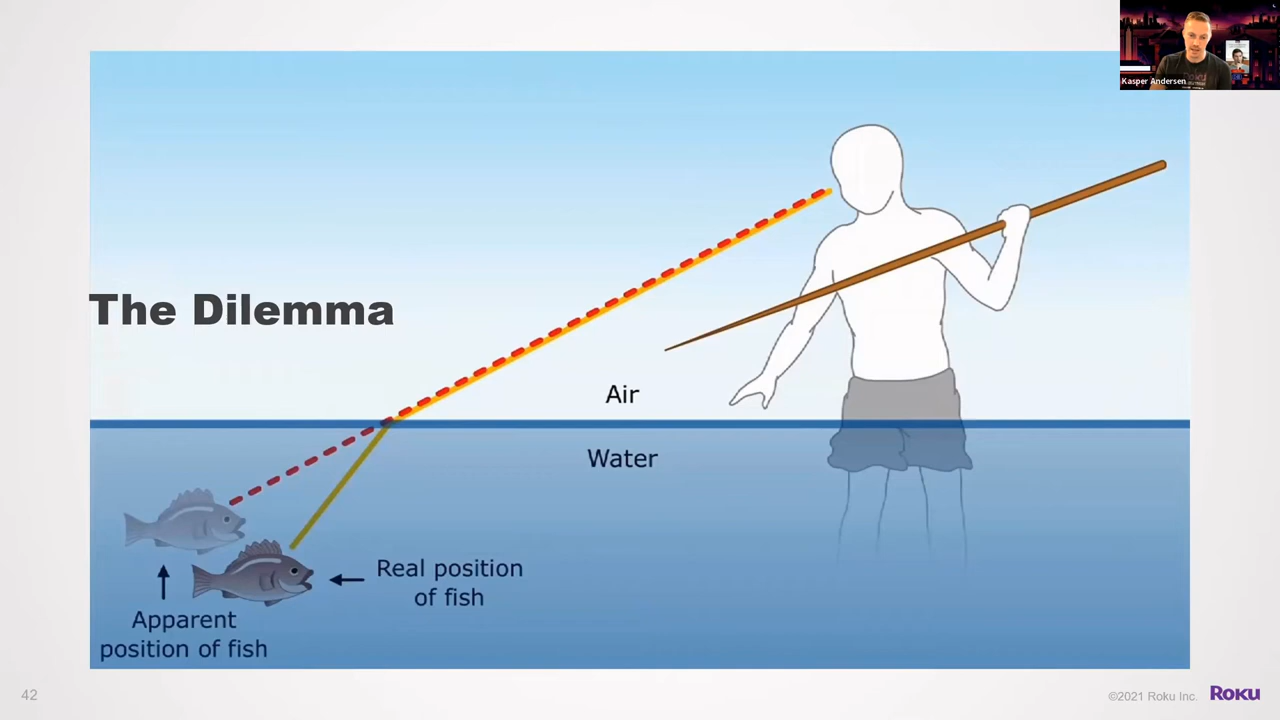 Kasper Andersen
The Dilemma
Air
Water
Real position
of fish
Apparent
position of fish
42
©2021 Roku Inc.
Roku